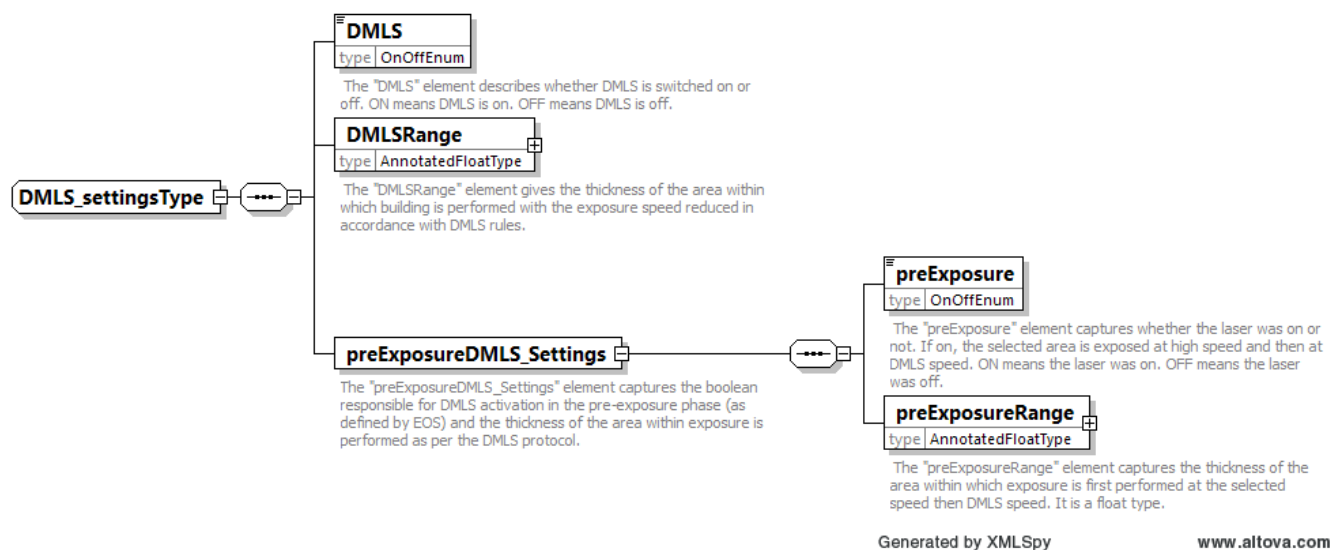 DMLS
type OnOffEnum
The "DMLS" element describes whether DMLS is switched on or
off. ON means DMLS is on. OFF means DMLS is off.
DMLSRange
type AnnotatedFloatType
The "DMLSRange" element gives the thickness of the area within
which building is performed with the exposure speed reduced in
accordance with DMLS rules.
DMLS_settingsType
preExposureDMLS_Settings
The "preExposureDMLS_Settings" element captures the boolean
responsible for DMLS activation in the pre-exposure phase (as
defined by EOS) and the thickness of the area within exposure is
performed as per the DMLS protocol.
preExposure
type OnOffEnum
The "preExposure" element captures whether the laser was on or
not. If on, the selected area is exposed at high speed and then at
DMLS speed. ON means the laser was on. OFF means the laser
was off.
preExposureRange
type AnnotatedFloatType
The "preExposureRange" element captures the thickness of the
area within which exposure is first performed at the selected
speed then DMLS speed. It is a float type.
Generated by XMLSpy www.altova.com